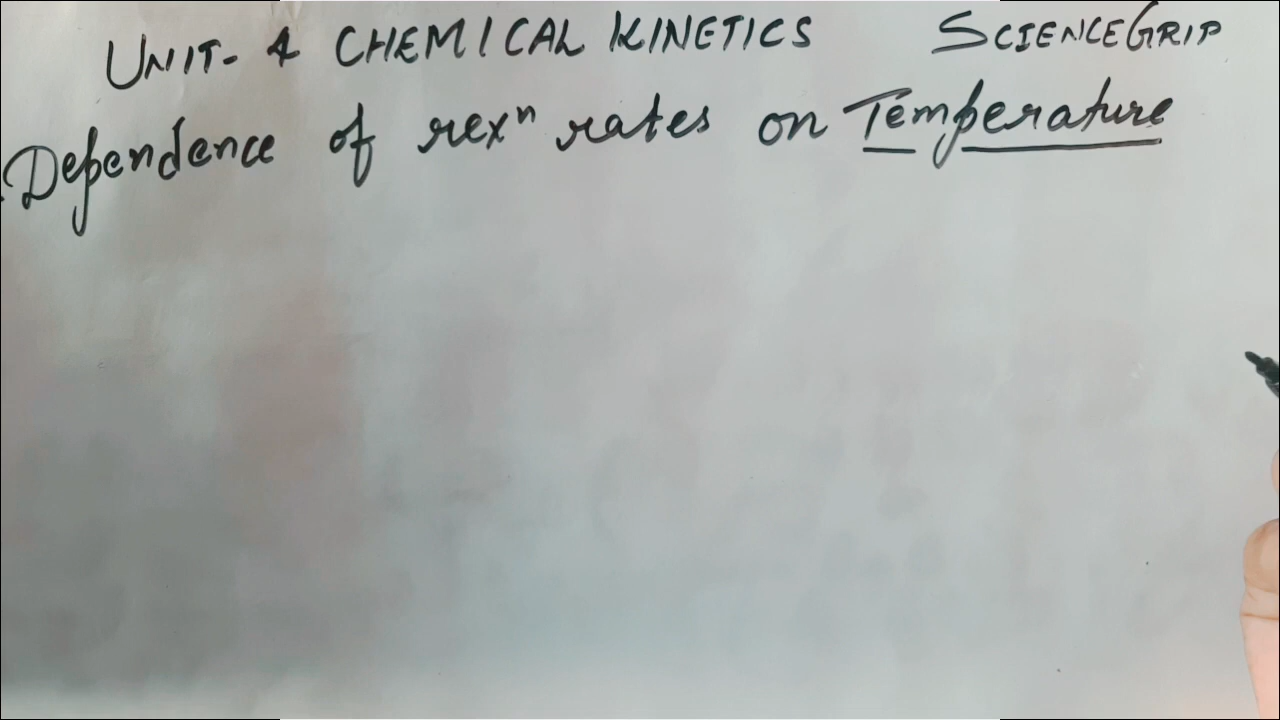 UNIT- 4 CHEMICAL KINETICS SCIENCEGRIP
Dependence of rexⁿ rates on Temperature